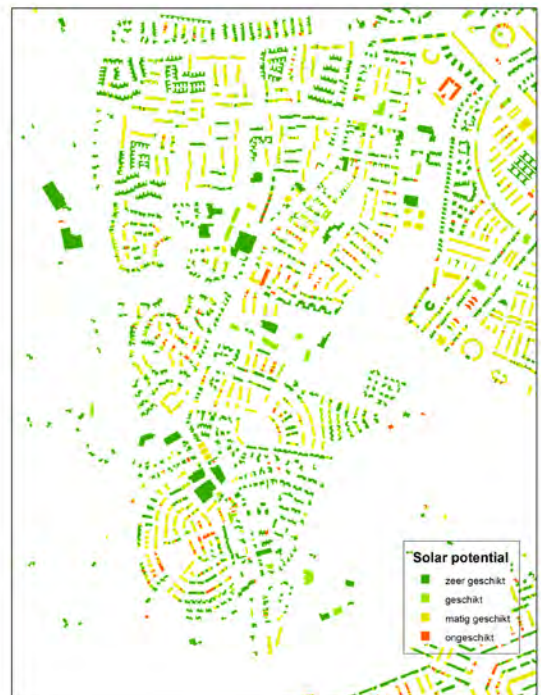 Solar potential
zeer geschikt
geschikt
matig geschikt
ongeschikt